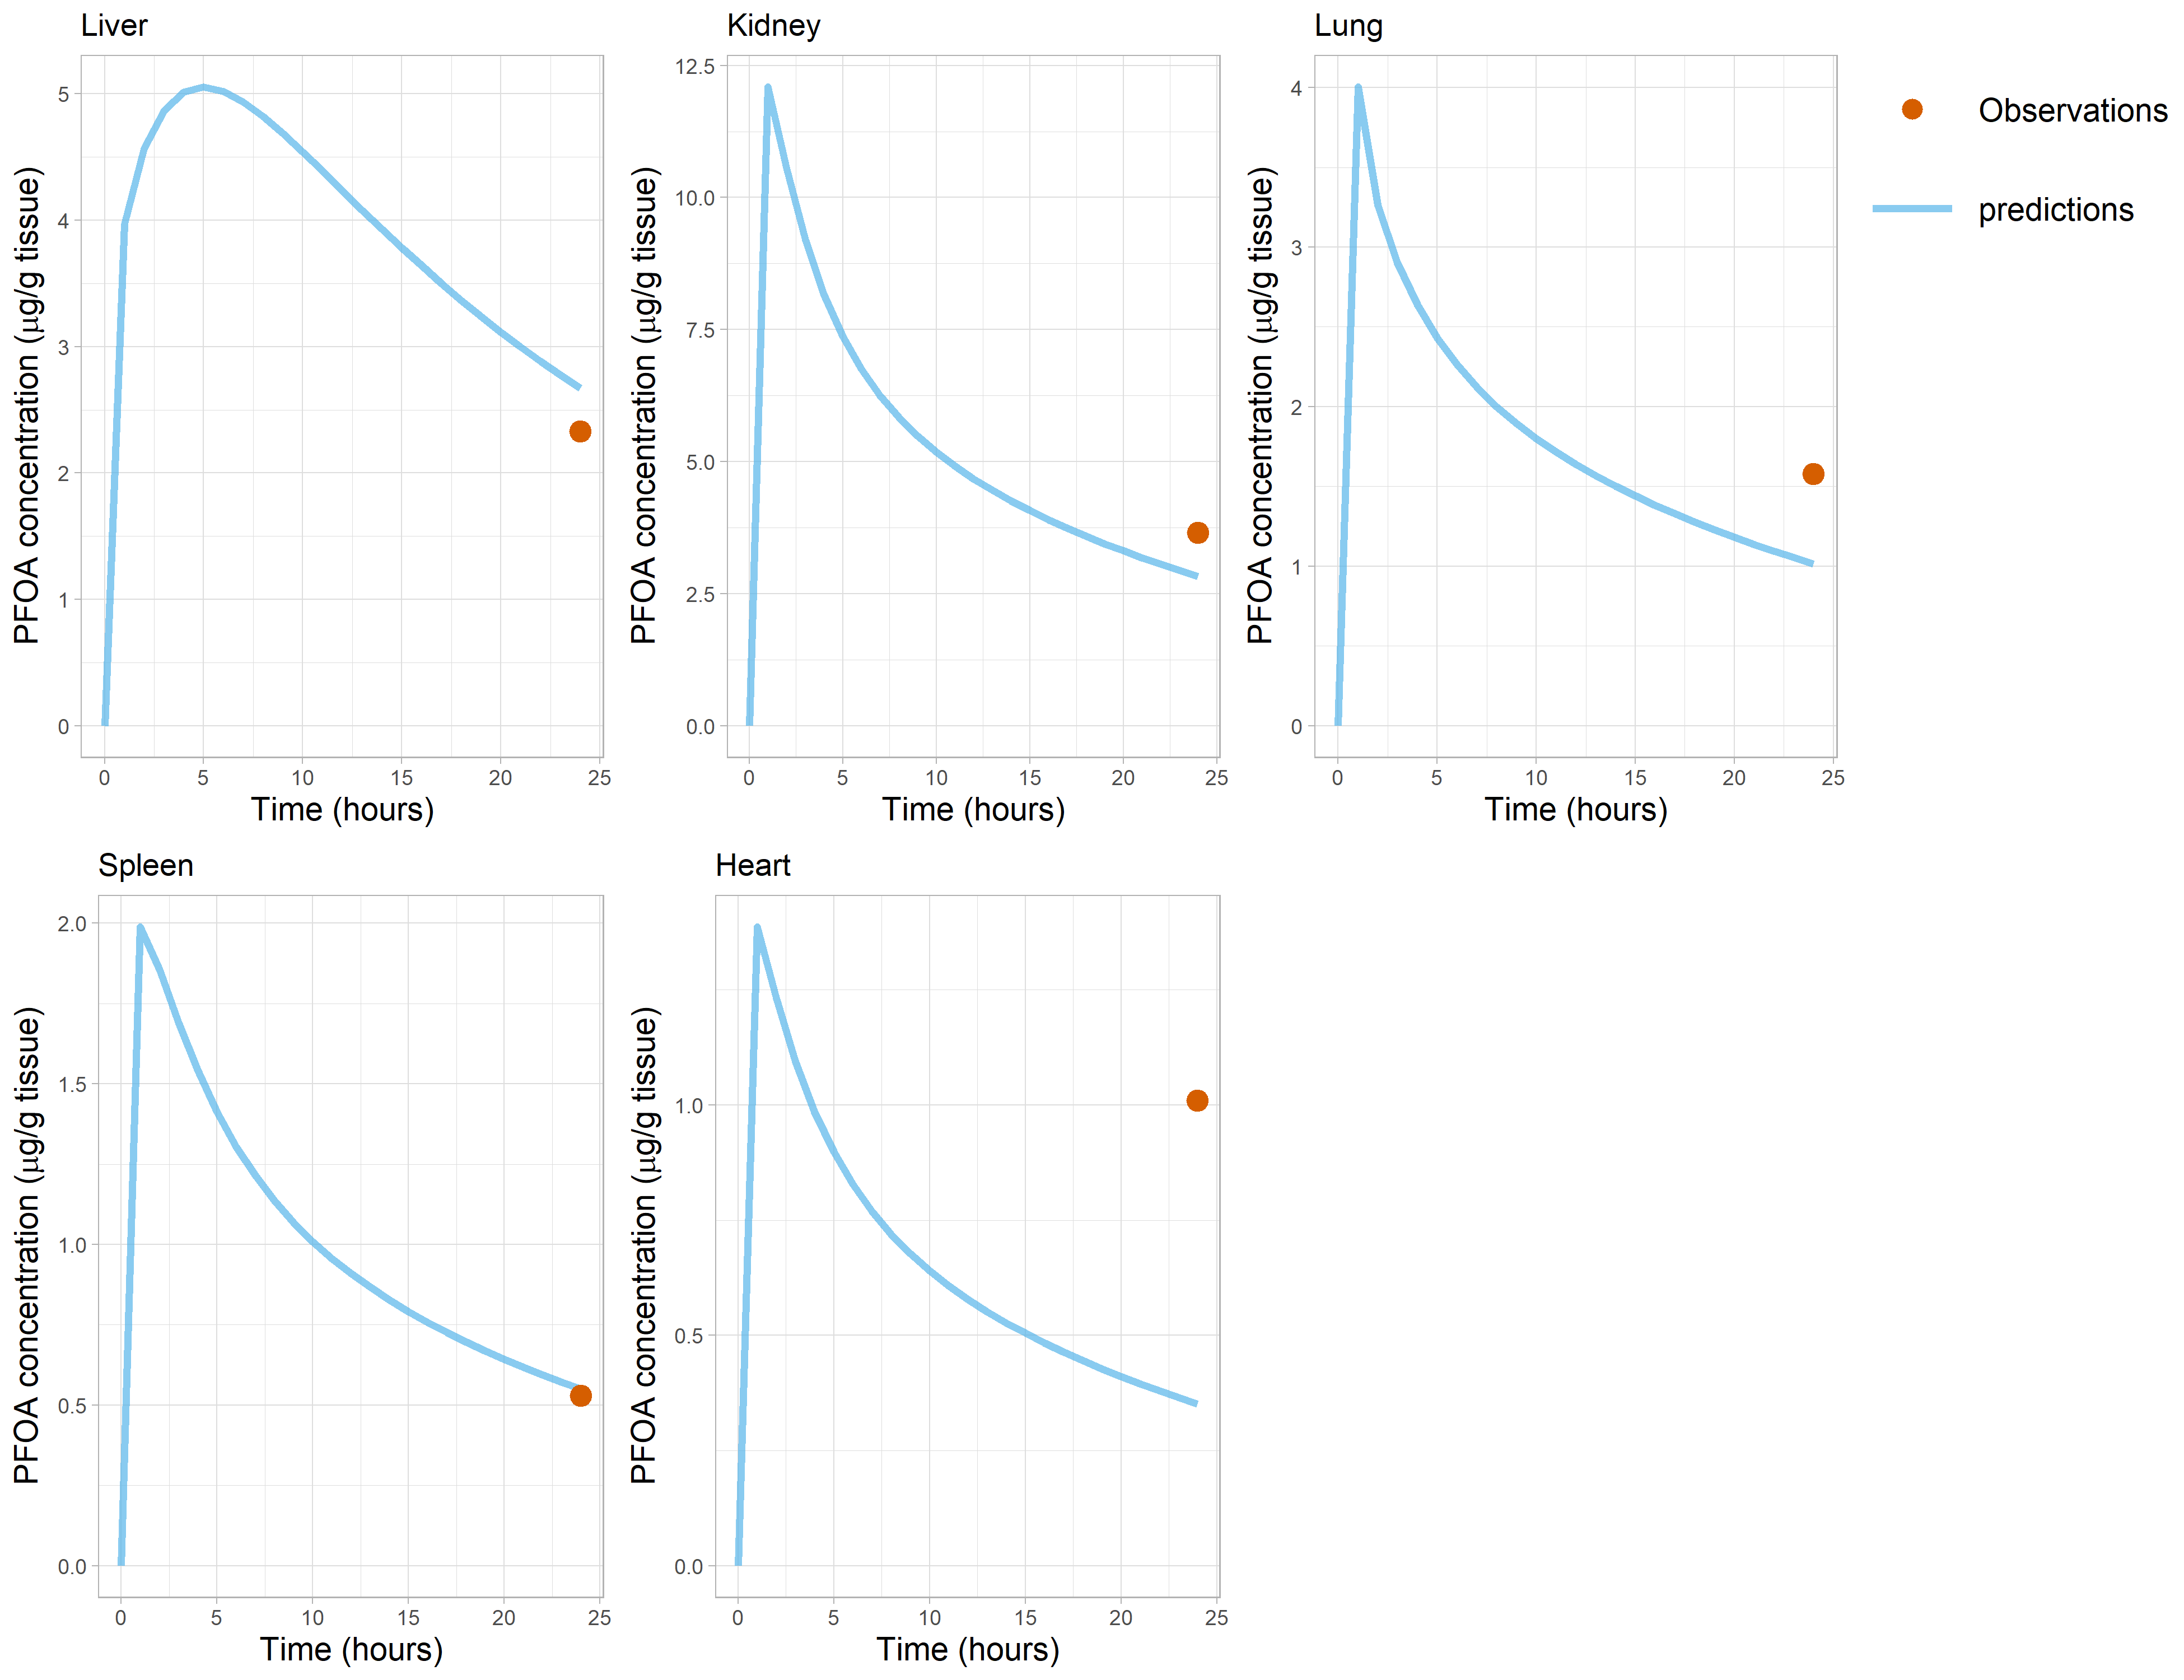 Liver
PFOA concentration (μg/g tissue)
5
4
3
2
1
0
0 5 10 15 20 25
Time (hours)
Kidney
PFOA concentration (μg/g tissue)
12.5
10.0
7.5
5.0
2.5
0.0
0 5 10 15 20 25
Time (hours)
Lung
PFOA concentration (μg/g tissue)
4
3
2
1
0
0 5 10 15 20 25
Time (hours)
Observations
predictions
Spleen
PFOA concentration (μg/g tissue)
2.0
1.5
1.0
0.5
0.0
0 5 10 15 20 25
Time (hours)
Heart
PFOA concentration (μg/g tissue)
1.0
0.5
0.0
0 5 10 15 20 25
Time (hours)